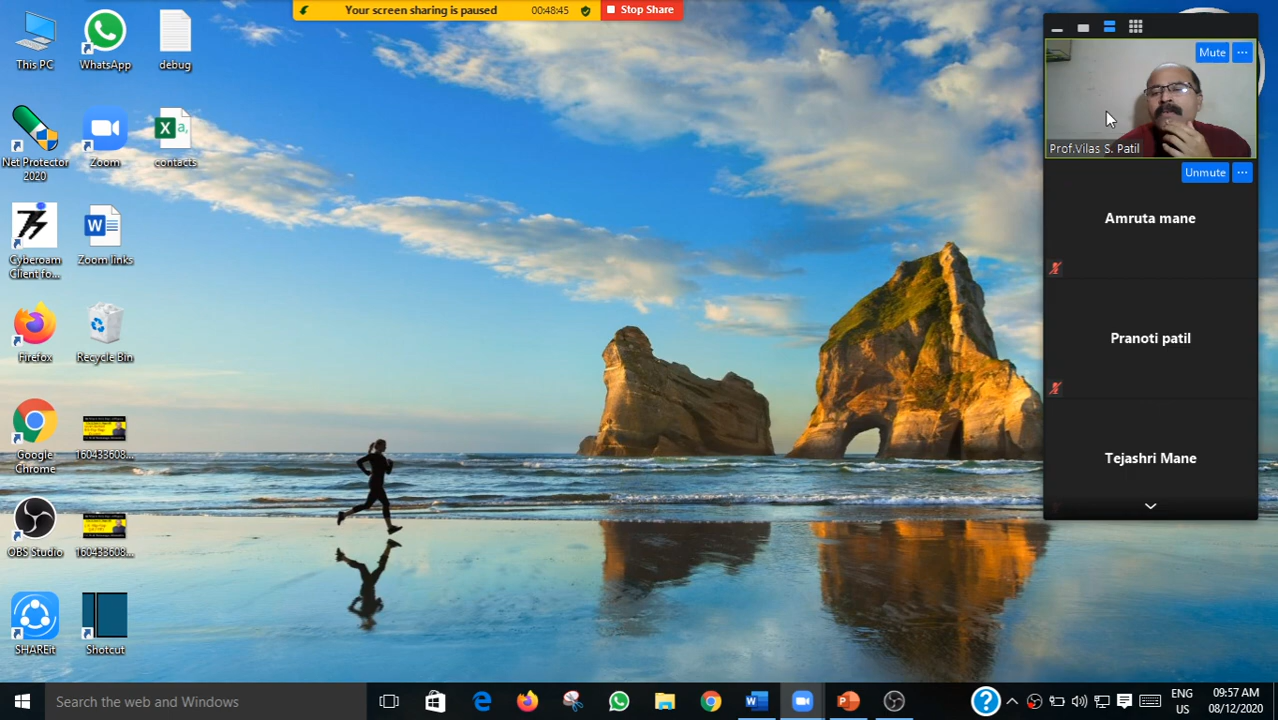 Your screen sharing is paused 00:48:45 Stop Share
This PC
WhatsApp
debug
Net Protector
2020
Zoom
contacts
Cyberoam
Client fo...
Zoom links
Firefox
Recycle Bin
Google
Chrome
160433608...
OBS Studio
160433608...
SHAREit
Shotcut
Mute ...
Prof.Vilas S. Patil
Unmute ...
Amruta mane
Pranoti patil
Tejashri Mane
Search the web and Windows
ENG
US
09:57 AM
08/12/2020